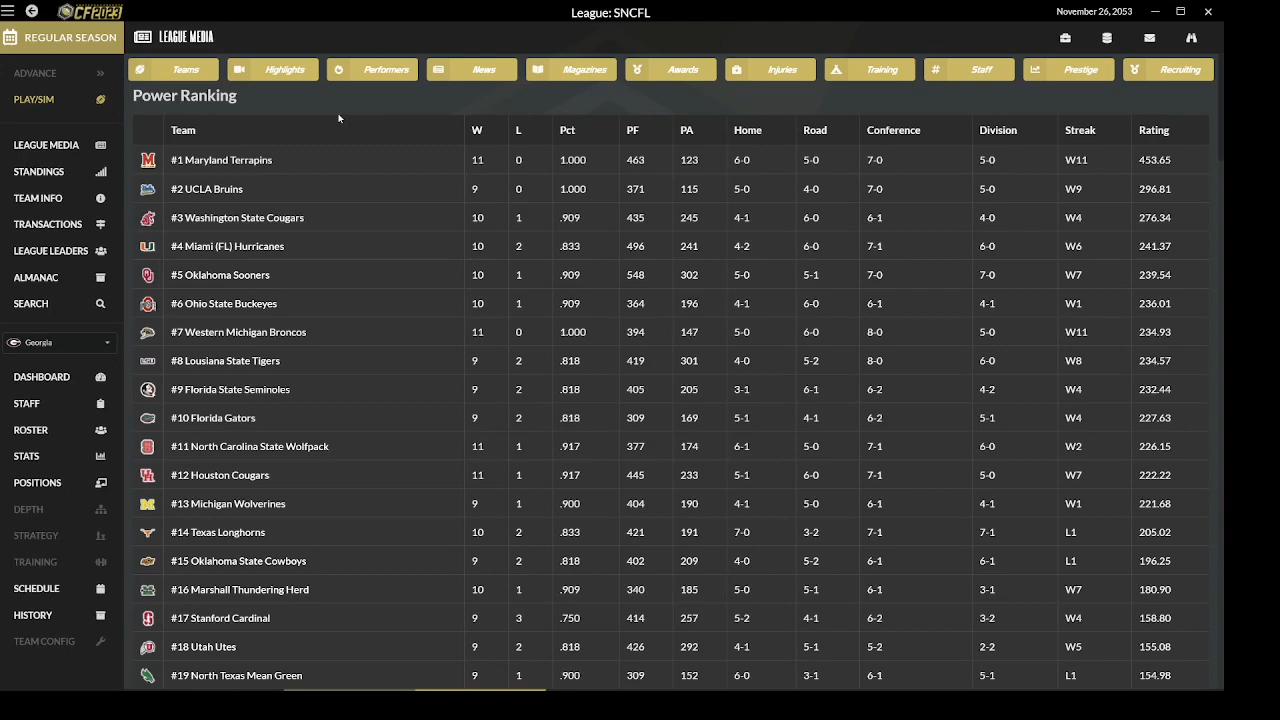 CF2023
League: SNCFL
November 26, 2053
REGULAR SEASON
LEAGUE MEDIA
ADVANCE
PLAY/SIM
LEAGUE MEDIA
STANDINGS
TEAM INFO
TRANSACTIONS
LEAGUE LEADERS
ALMANAC
SEARCH
Georgia
DASHBOARD
STAFF
ROSTER
STATS
POSITIONS
DEPTH
STRATEGY
TRAINING
SCHEDULE
HISTORY
TEAM CONFIG
Teams Highlights Performers News Magazines Awards Injuries Training # Staff Prestige Recruiting
Power Ranking
Team W L Pct PF PA Home Road Conference Division Streak Rating
#1 Maryland Terrapins 11 0 1.000 463 123 6-0 5-0 7-0 5-0 W11 453.65
#2 UCLA Bruins 9 0 1.000 371 115 5-0 4-0 7-0 5-0 W9 296.81
#3 Washington State Cougars 10 1 .909 435 245 4-1 6-0 6-1 4-0 W4 276.34
#4 Miami (FL) Hurricanes 10 2 .833 496 241 4-2 6-0 7-1 6-0 W6 241.37
#5 Oklahoma Sooners 10 1 .909 548 302 5-0 5-1 7-0 7-0 W7 239.54
#6 Ohio State Buckeyes 10 1 .909 364 196 4-1 6-0 6-1 4-1 W1 236.01
#7 Western Michigan Broncos 11 0 1.000 394 147 5-0 6-0 8-0 5-0 W11 234.93
#8 Lousiana State Tigers 9 2 .818 419 301 4-0 5-2 8-0 6-0 W8 234.57
#9 Florida State Seminoles 9 2 .818 405 205 3-1 6-1 6-2 4-2 W4 232.44
#10 Florida Gators 9 2 .818 309 169 5-1 4-1 6-2 5-1 W4 227.63
#11 North Carolina State Wolfpack 11 1 .917 377 174 6-1 5-0 7-1 6-0 W2 226.15
#12 Houston Cougars 11 1 .917 445 233 5-1 6-0 7-1 5-0 W7 222.22
#13 Michigan Wolverines 9 1 .900 404 190 4-1 5-0 6-1 4-1 W1 221.68
#14 Texas Longhorns 10 2 .833 421 191 7-0 3-2 7-1 7-1 L1 205.02
#15 Oklahoma State Cowboys 9 2 .818 402 209 4-0 5-2 6-1 6-1 L1 196.25
#16 Marshall Thundering Herd 10 1 .909 340 185 5-0 5-1 6-1 3-1 W7 180.90
#17 Stanford Cardinal 9 3 .750 414 257 5-2 4-1 6-2 3-2 W4 158.80
#18 Utah Utes 9 2 .818 426 292 4-1 5-1 5-2 2-2 W5 155.08
#19 North Texas Mean Green 9 1 .900 309 152 6-0 3-1 6-1 5-1 L1 154.98